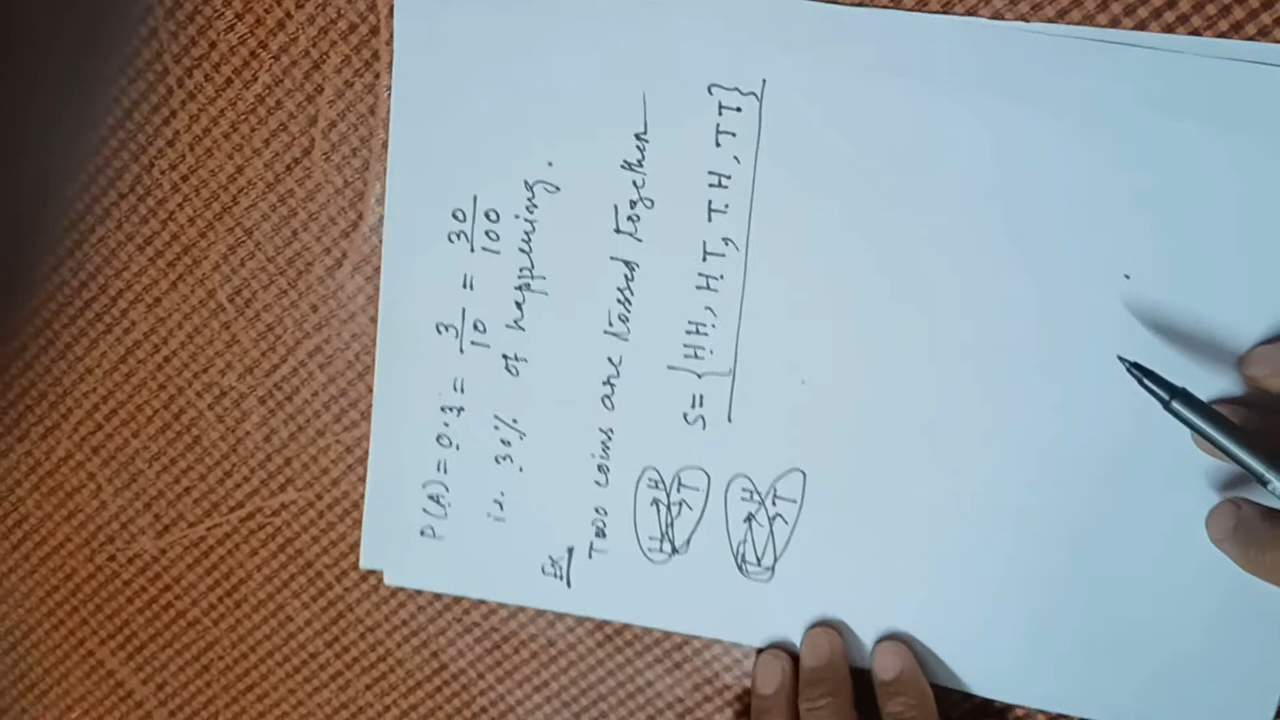 P(A) = 0.3 = 3/10 = 30/100
i.e. 30% of happening.
Ex
Two coins are tossed together
H → H
→ T
S = {HH, HT, TH, TT}
T → H
→ T